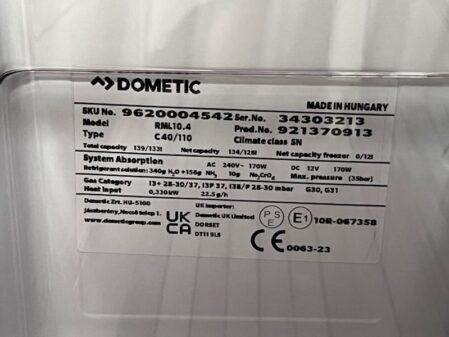 DOMETIC
MADE IN HUNGARY
SKU No. 9620004542 Ser.No. 34303213
Model RML10.4 Prod.No. 921370913
Type C40/110 Climate class SN
Total capacity 139/133l Net capacity 134/128l Net capacity freezer 0/12l
System Absorption AC 240V~ 170W DC 12V 170W
Refrigerant solution: 340g H2O +156g NH3 10g Na2CrO4 Max. pressure (35bar)
Gas Category I3+ 28-30/37, I3P 37, I3B/P 28-30 mbar G30, G31
Heat input 0,330kW 22.5 g/h
Dometic Zrt. HU-5100 UK Importer:
Jászberény, Necső telep 1. Dometic UK Limited
www.dometicgroup.com DORSET
DT11 9LS
UK CA
PS E
E1 10R-067358
CE 0063-23